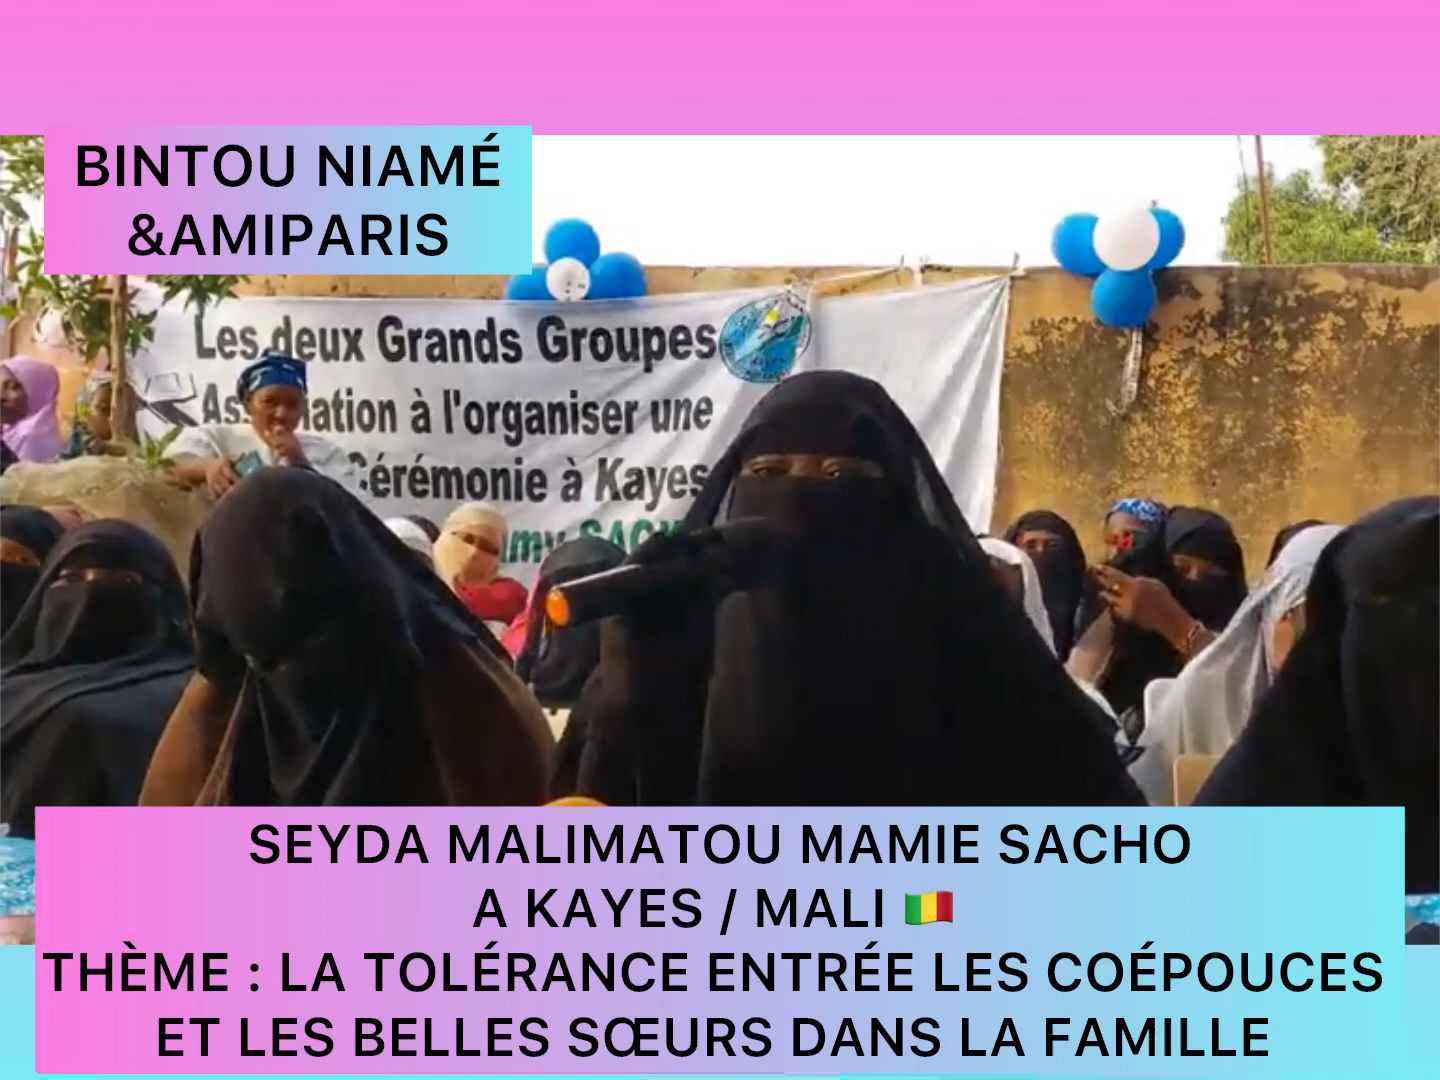 BINTOU NIAMÉ
&AMIPARIS
Les deux Grands Groupes
à l'organiser une
Cérémonie à Kayes
SEYDA MALIMATOU MAMIE SACHO
A KAYES / MALI 🇲🇱
THÈME : LA TOLÉRANCE ENTRÉE LES COÉPOUCES
ET LES BELLES SŒURS DANS LA FAMILLE